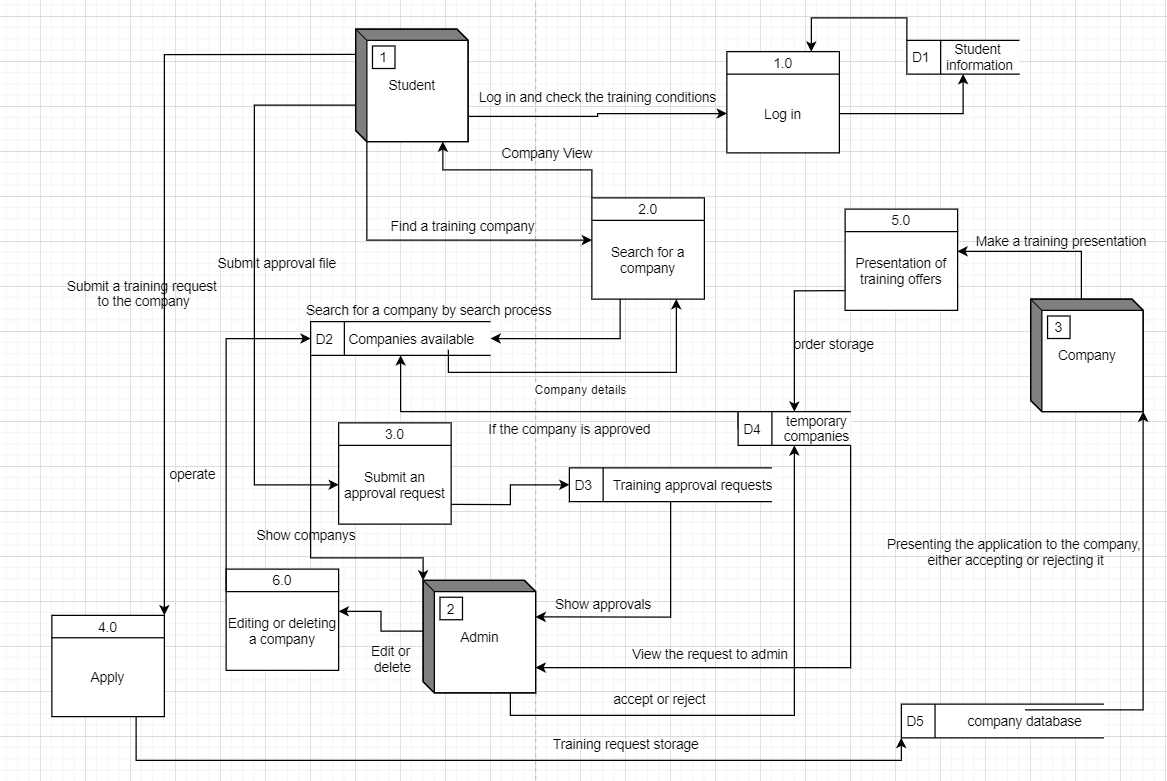 1
Student
Log in and check the training conditions
1.0
Log in
D1
Student
information
Company View
Find a training company
2.0
Search for a
company
5.0
Presentation of
training offers
Make a training presentation
3
Company
Submit approval file
Submit a training request
to the company
Search for a company by search process
D2
Companies available
order storage
Company details
D4
temporary
companies
If the company is approved
3.0
Submit an
approval request
operate
D3
Training approval requests
Show companys
Presenting the application to the company,
either accepting or rejecting it
6.0
Editing or deleting
a company
2
Admin
Show approvals
4.0
Apply
Edit or
delete
View the request to admin
accept or reject
D5
company database
Training request storage